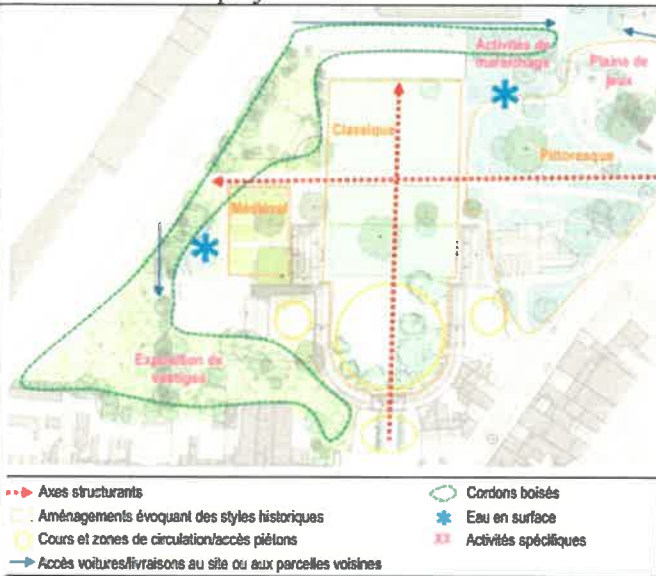 Activités de
maraîchage
Plaine de
jeux
Classique
Pittoresque
Médiéval
Exposition de
vestiges
Axes structurants
Aménagements évoquant des styles historiques
Cours et zones de circulation/accès piétons
Accès voitures/livraisons au site ou aux parcelles voisines
Cordons boisés
Eau en surface
XX Activités spécifiques